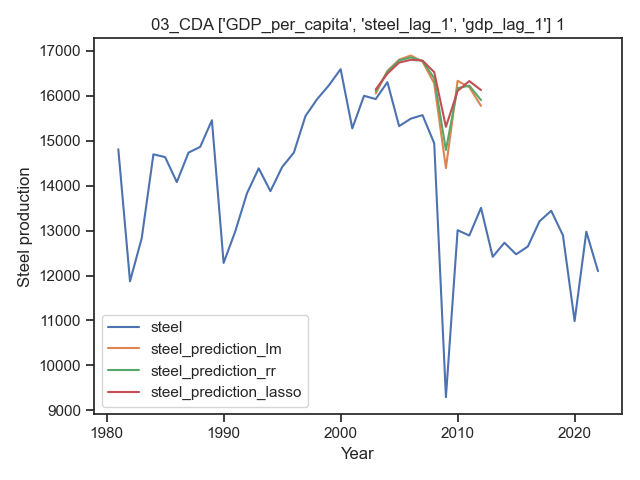 03_CDA ['GDP_per_capita', 'steel_lag_1', 'gdp_lag_1'] 1
17000
16000
15000
14000
13000
12000
11000
10000
9000
Steel production
steel
steel_prediction_lm
steel_prediction_rr
steel_prediction_lasso
1980
1990
2000
2010
2020
Year